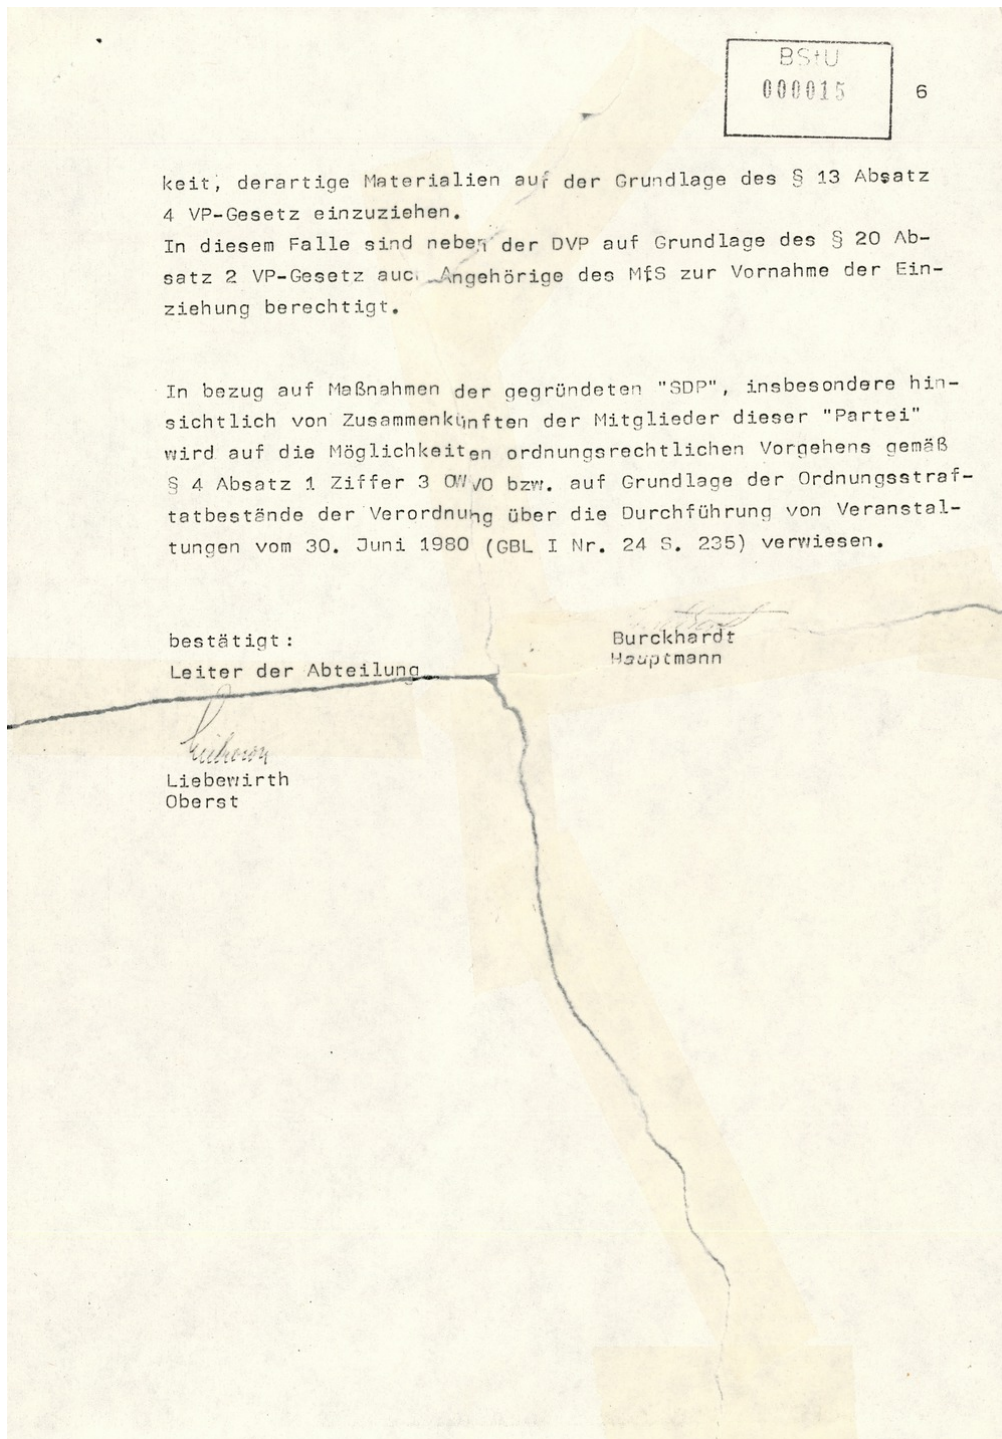 BStU
000015
6
keit, derartige Materialien auf der Grundlage des § 13 Absatz
4 VP-Gesetz einzuziehen.
In diesem Falle sind neben der DVP auf Grundlage des § 20 Ab-
satz 2 VP-Gesetz auc. Angehörige des MfS zur Vornahme der Ein-
ziehung berechtigt.
In bezug auf Maßnahmen der gegründeten "SDP", insbesondere hin-
sichtlich von Zusammenkünften der Mitglieder dieser "Partei"
wird auf die Möglichkeiten ordnungsrechtlichen Vorgehens gemäß
§ 4 Absatz 1 Ziffer 3 OWVO bzw. auf Grundlage der Ordnungsstraf-
tatbestände der Verordnung über die Durchführung von Veranstal-
tungen vom 30. Juni 1980 (GBL I Nr. 24 S. 235) verwiesen.
bestätigt:
Leiter der Abteilung
Burckhardt
Hauptmann
Liebewirth
Oberst